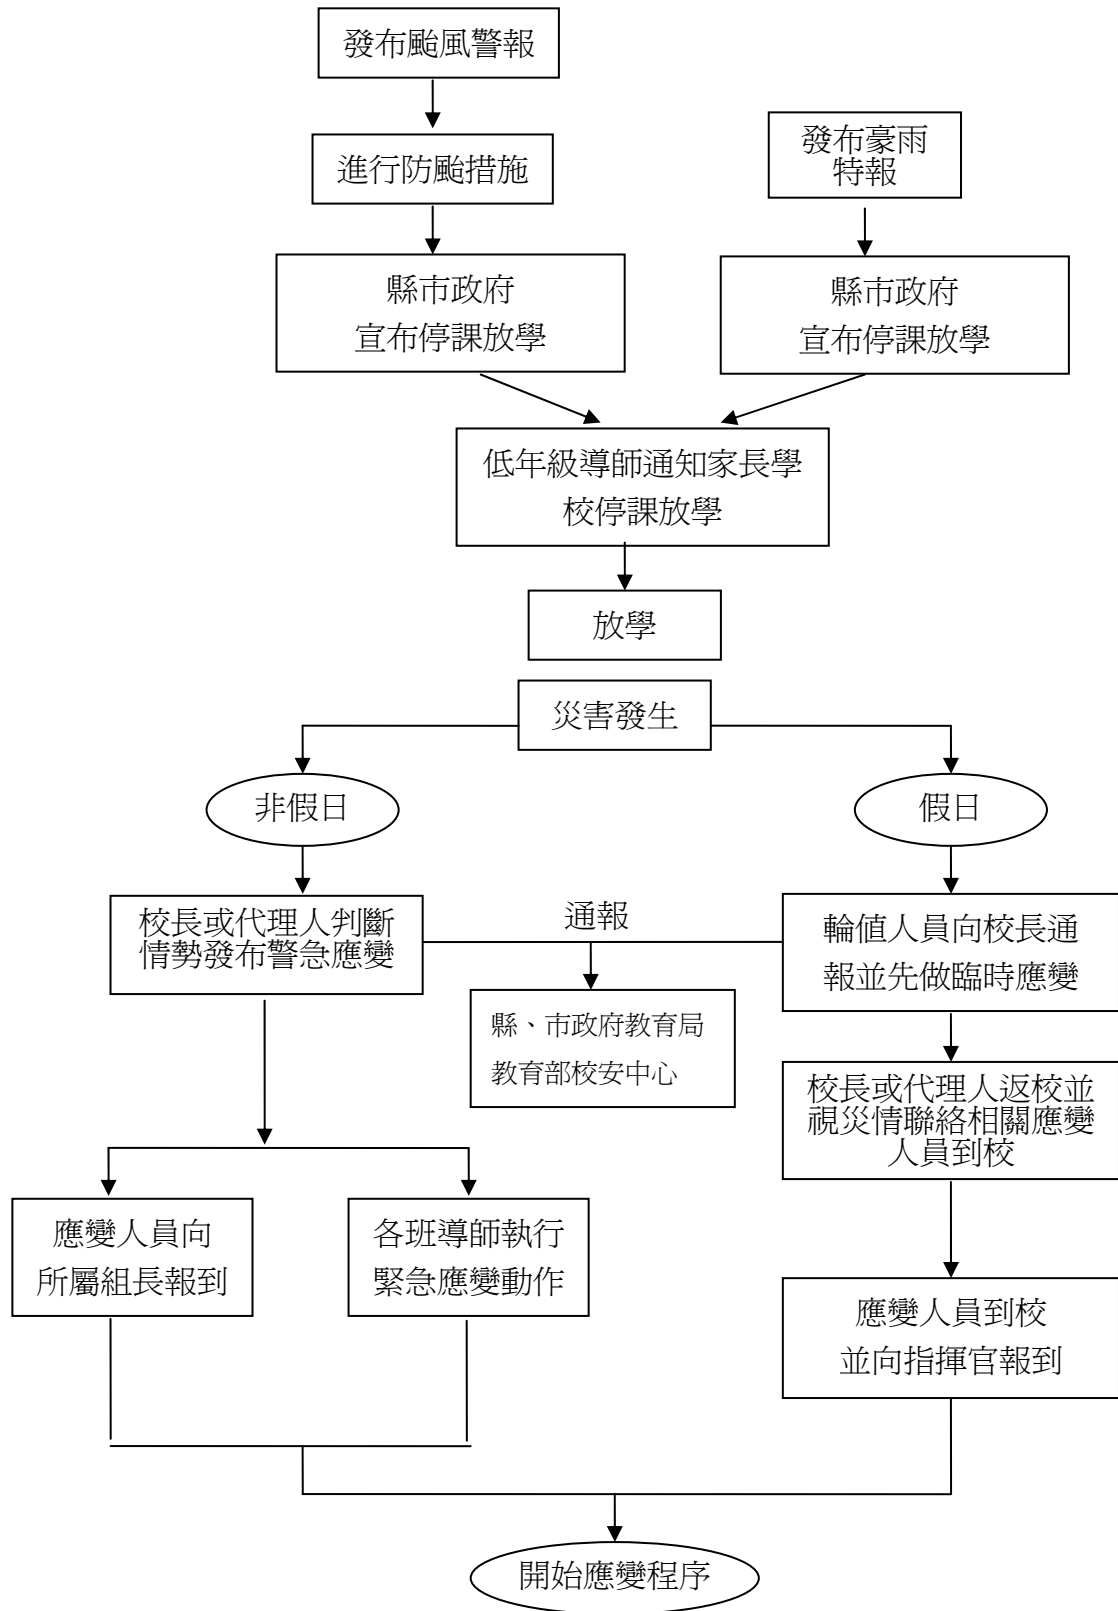 發布颱風警報
進行防颱措施
發布豪雨
特報
縣市政府
宣布停課放學
縣市政府
宣布停課放學
低年級導師通知家長學
校停課放學
放學
災害發生
非假日
假日
校長或代理人判斷
情勢發布警急應變
通報
輪值人員向校長通
報並先做臨時應變
縣、市政府教育局
教育部校安中心
校長或代理人返校並
視災情聯絡相關應變
人員到校
應變人員向
所屬組長報到
各班導師執行
緊急應變動作
應變人員到校
並向指揮官報到
開始應變程序